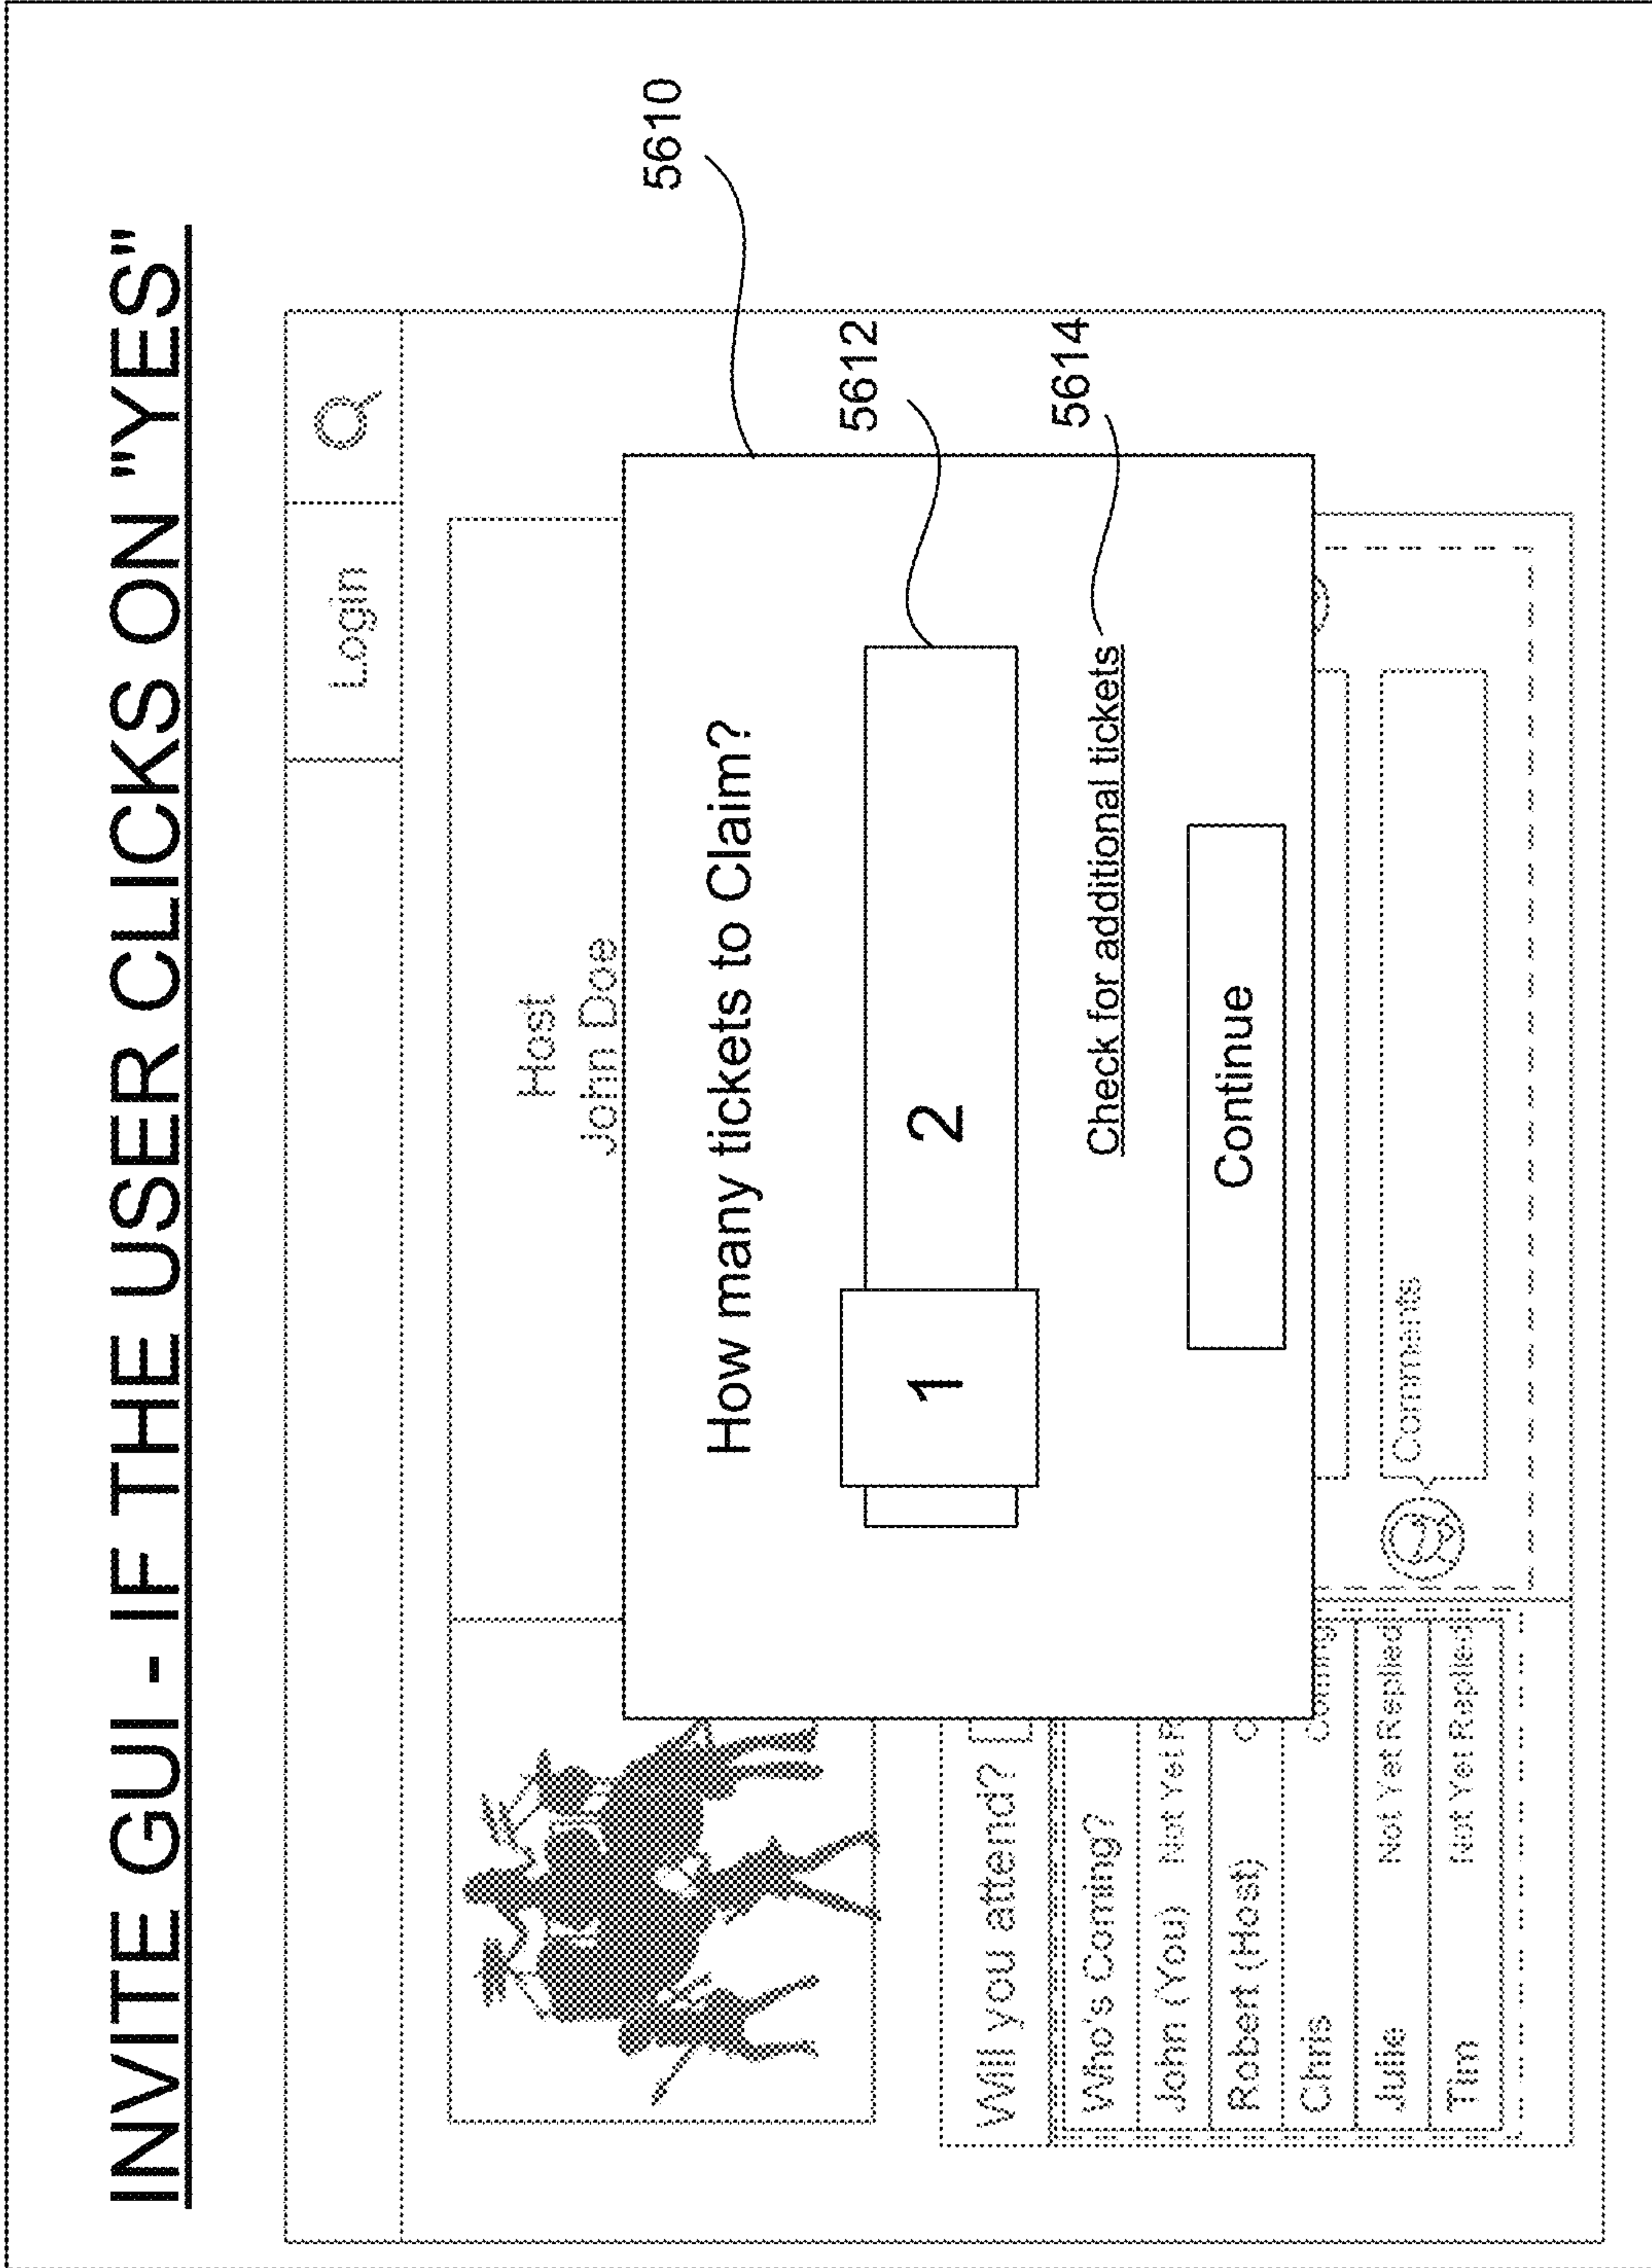 INVITE GUI - IF THE USER CLICKS ON "YES"
Login
Host
John Doe
5610
How many tickets to Claim?
1 2
5612
Check for additional tickets
5614
Continue
Will you attend?
Who's Coming?
John (You) Not Yet R
Robert (Host)
Chris Coming
Julie Not Yet Replied
Tim Not Yet Replied
Comments